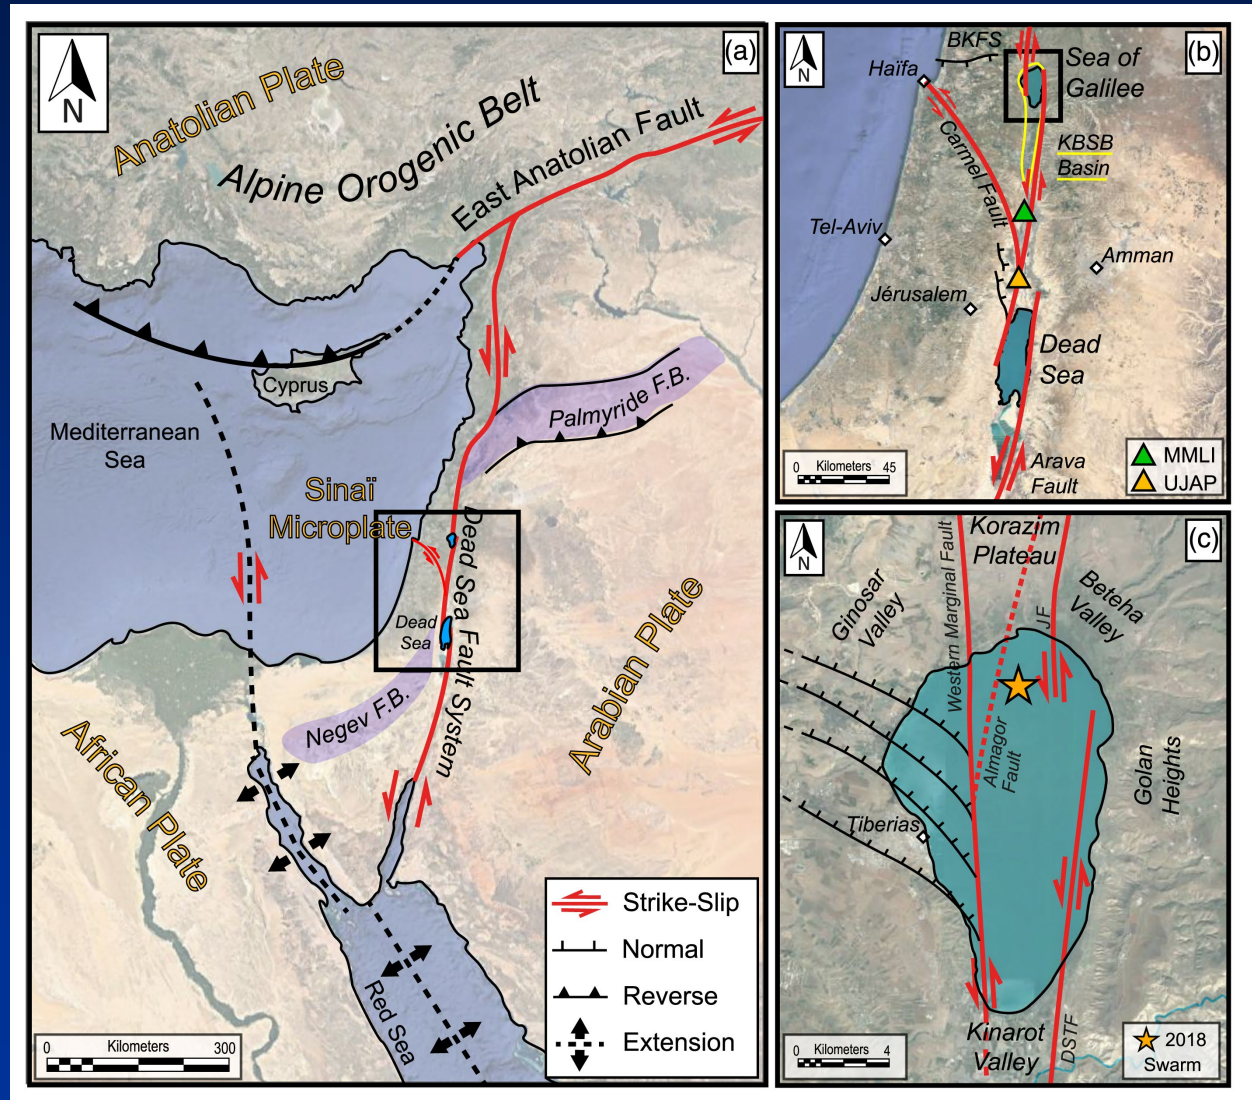 (a)
N
Anatolian Plate
Alpine Orogenic Belt
East Anatolian Fault
Cyprus
Mediterranean
Sea
Palmyride F.B.
Sinaï
Microplate
Dead Sea Fault System
Dead
Sea
Negev F.B.
Arabian Plate
African Plate
Red Sea
Strike-Slip
Normal
Reverse
Extension
0 Kilometers 300
(b)
N
BKFS
Haïfa
Sea of
Galilee
Carmel Fault
KBSB
Basin
Tel-Aviv
Amman
Jérusalem
Dead
Sea
Arava
Fault
MMLI
UJAP
0 Kilometers 45
(c)
N
Korazim
Plateau
Western Marginal Fault
Ginosar
Valley
JF
Beteha
Valley
Almagor
Fault
Golan
Heights
Tiberias
Kinarot
Valley
DSTF
2018
Swarm
0 Kilometers 4